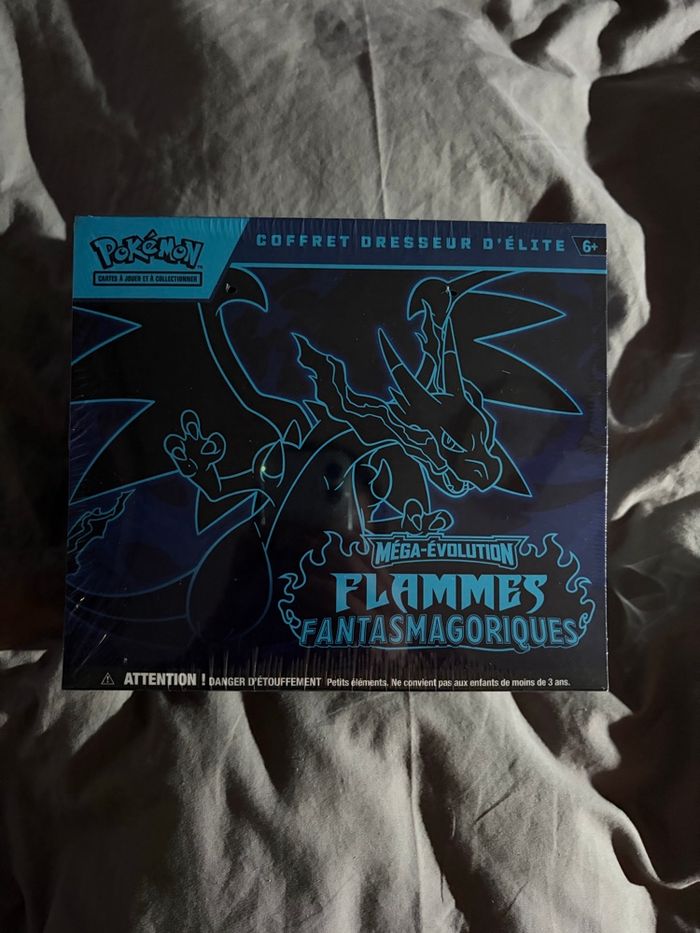 POKÉMON™
CARTES À JOUER ET À COLLECTIONNER
COFFRET DRESSEUR D'ÉLITE
6+
MÉGA-ÉVOLUTION
FLAMMES
FANTASMAGORIQUES
⚠ ATTENTION ! DANGER D'ÉTOUFFEMENT Petits éléments. Ne convient pas aux enfants de moins de 3 ans.